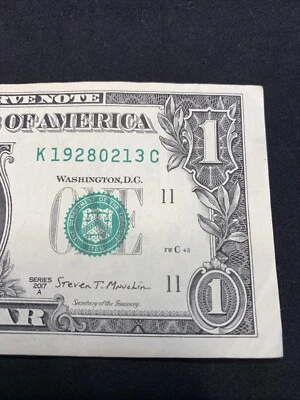 RVE NOTE
OF AMERICA
1
K 19280213 C
WASHINGTON, D.C.
ONE
11
FW C 43
SERIES
2017
A
Steven T. Mnuchin
11
Secretary of the Treasury.
1
AR